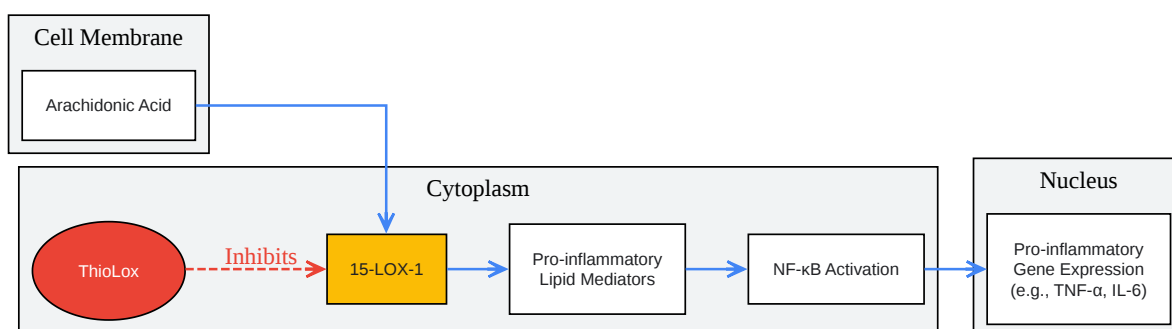 Cell Membrane
Arachidonic Acid
Cytoplasm
Nucleus
ThioLox
Inhibits
15-LOX-1
Pro-inflammatory
Lipid Mediators
NF-κB Activation
Pro-inflammatory
Gene Expression
(e.g., TNF-α, IL-6)